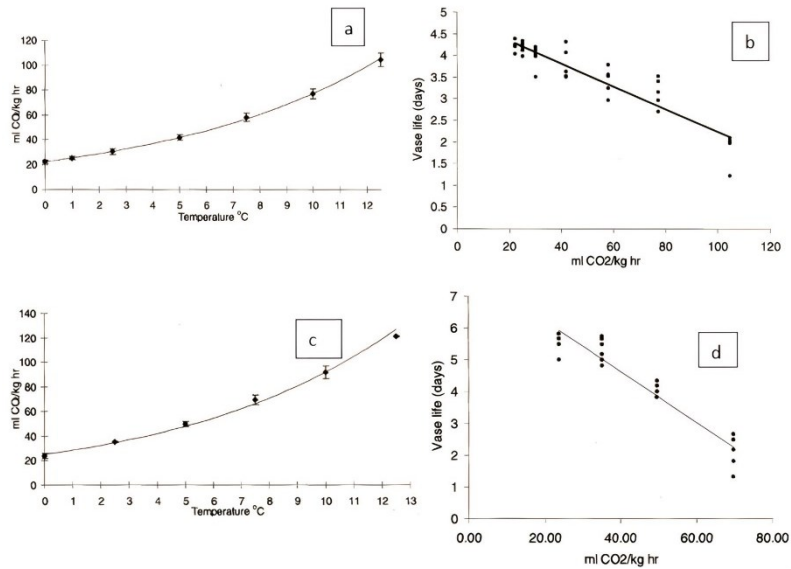 a
120
100
80
60
40
20
0
ml CO₂/kg hr
0 1 2 3 4 5 6 7 8 9 10 11 12
Temperature °C
b
5
4.5
4
3.5
3
2.5
2
1.5
1
0.5
0
Vase life (days)
0 20 40 60 80 100 120
ml CO2/kg hr
c
140
120
100
80
60
40
20
0
ml CO₂/kg hr
0 1 2 3 4 5 6 7 8 9 10 11 12 13
Temperature °C
d
7
6
5
4
3
2
1
0
Vase life (days)
0.00 20.00 40.00 60.00 80.00
ml CO2/kg hr